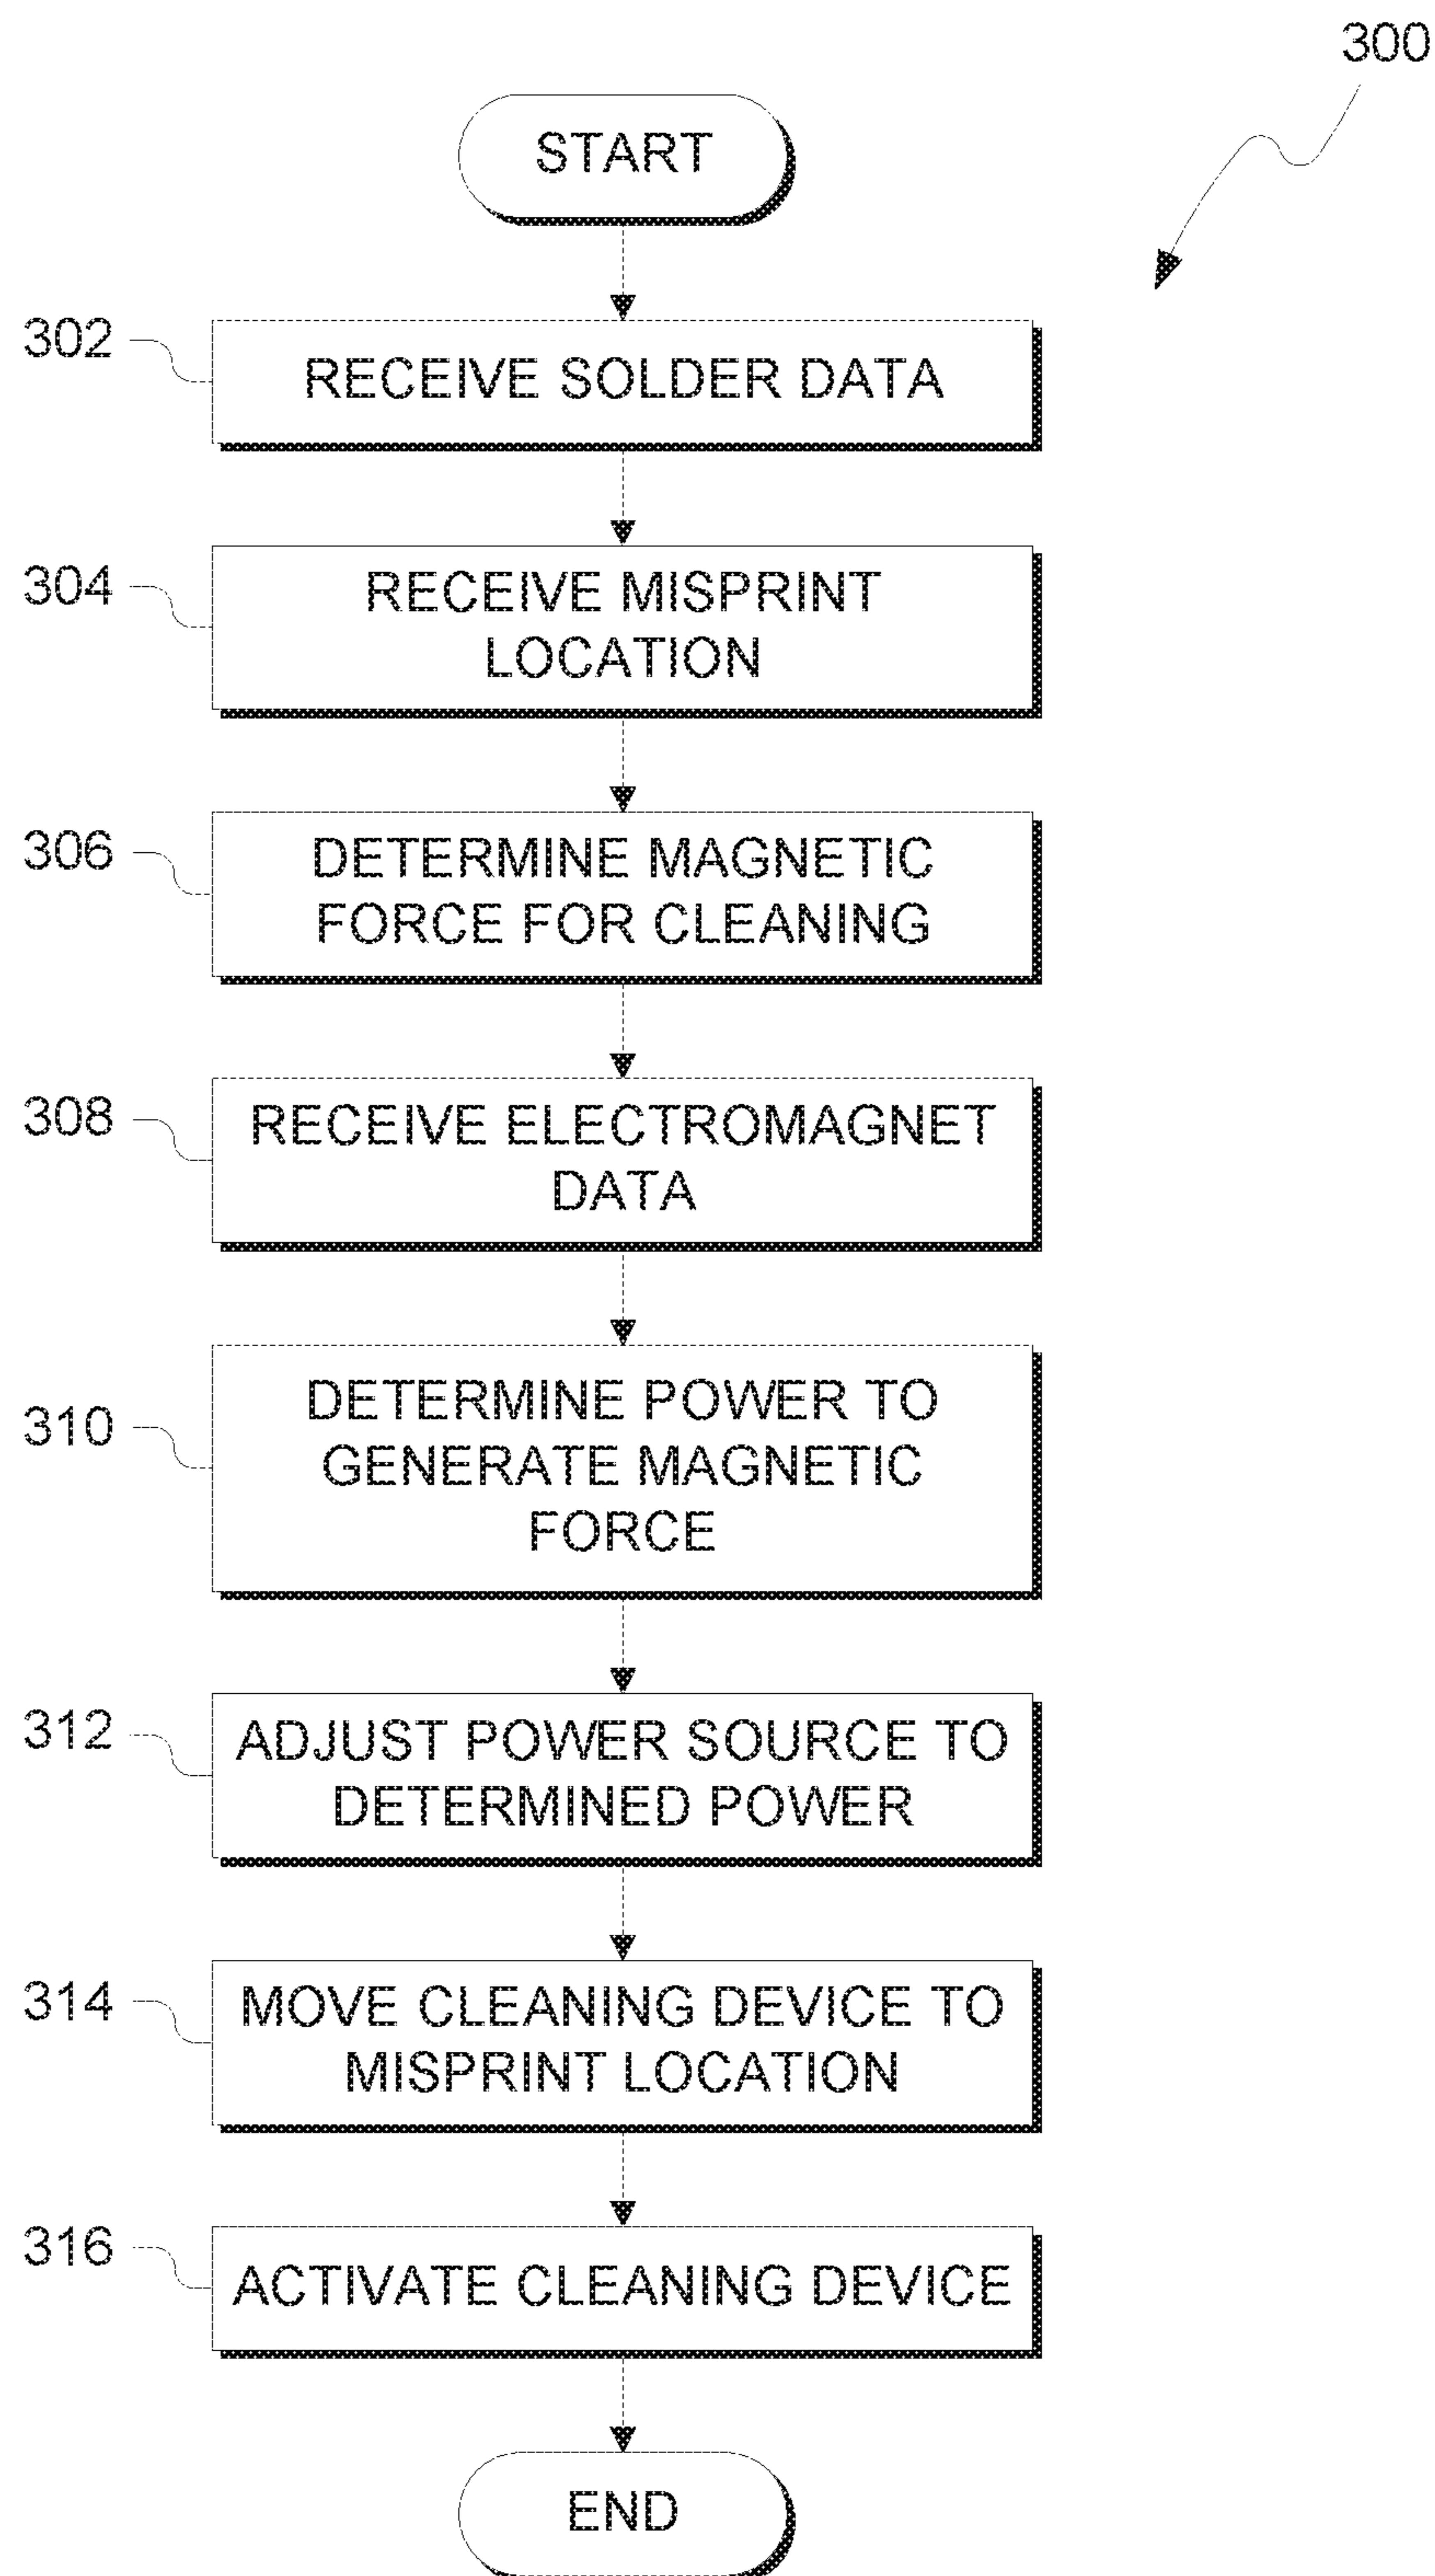 300
START
302
RECEIVE SOLDER DATA
304
RECEIVE MISPRINT
LOCATION
306
DETERMINE MAGNETIC
FORCE FOR CLEANING
308
RECEIVE ELECTROMAGNET
DATA
310
DETERMINE POWER TO
GENERATE MAGNETIC
FORCE
312
ADJUST POWER SOURCE TO
DETERMINED POWER
314
MOVE CLEANING DEVICE TO
MISPRINT LOCATION
316
ACTIVATE CLEANING DEVICE
END